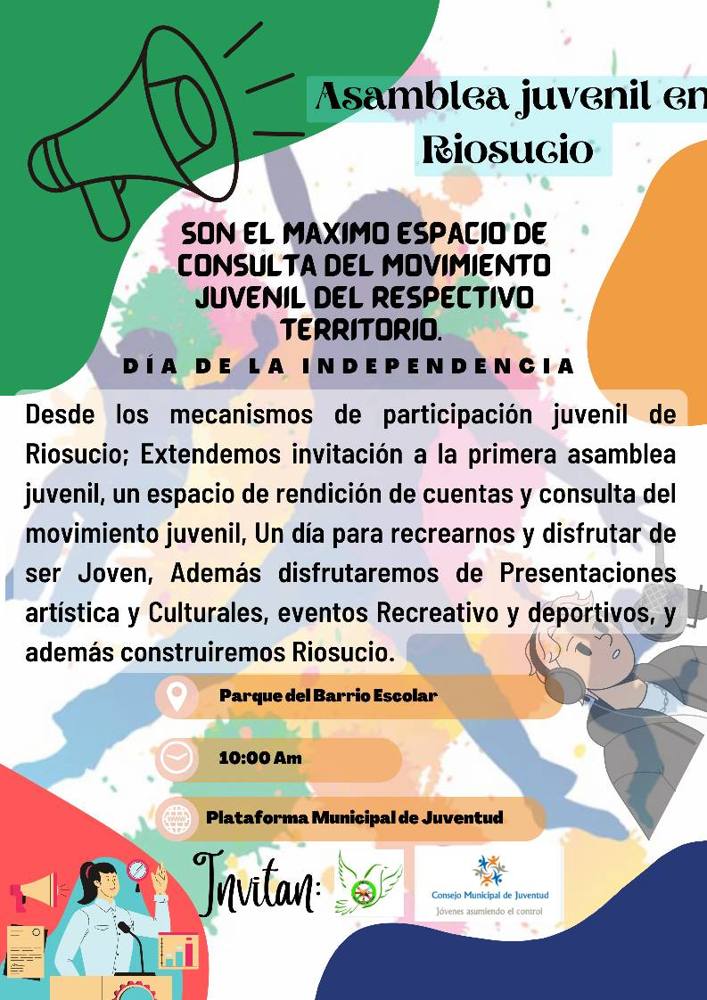 Asamblea juvenil en
Riosucio
SON EL MAXIMO ESPACIO DE
CONSULTA DEL MOVIMIENTO
JUVENIL DEL RESPECTIVO
TERRITORIO.
DÍA DE LA INDEPENDENCIA
Desde los mecanismos de participación juvenil de
Riosucio; Extendemos invitación a la primera asamblea
juvenil, un espacio de rendición de cuentas y consulta del
movimiento juvenil, Un día para recrearnos y disfrutar de
ser Joven, Además disfrutaremos de Presentaciones
artística y Culturales, eventos Recreativo y deportivos, y
además construiremos Riosucio.
Parque del Barrio Escolar
10:00 Am
Plataforma Municipal de Juventud
Invitan:
Consejo Municipal de Juventud
Jóvenes asumiendo el control